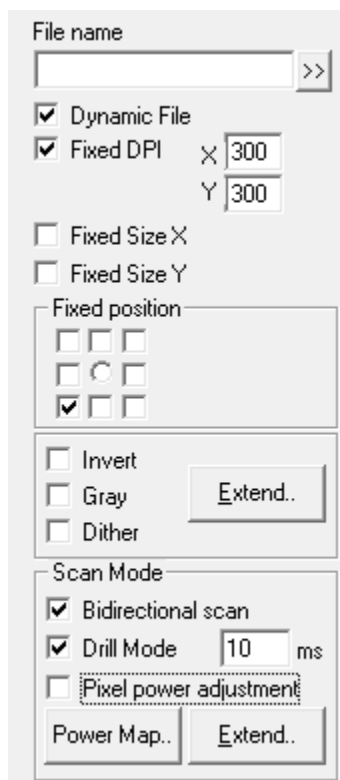 File name
>>
Dynamic File
Fixed DPI X 300
Y 300
Fixed Size X
Fixed Size Y
Fixed position
Invert
Gray
Dither
Extend..
Scan Mode
Bidirectional scan
Drill Mode 10 ms
Pixel power adjustment
Power Map.. Extend..